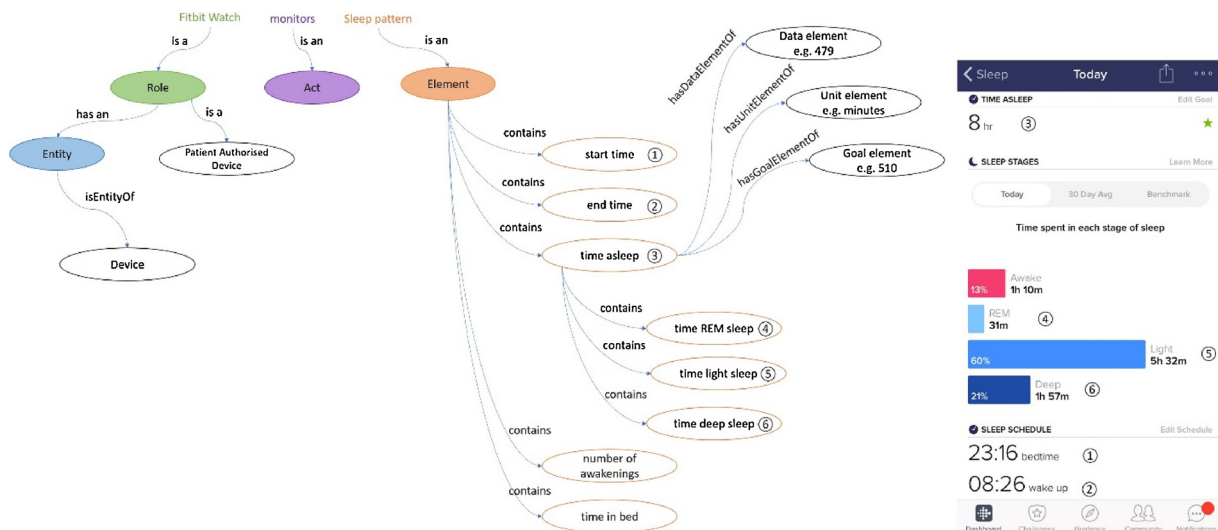 Fitbit Watch
monitors
Sleep pattern
is a
is an
is an
Role
Act
Element
has an
is a
Entity
Patient Authorised
Device
isEntityOf
Device
contains
start time ①
contains
end time ②
contains
time asleep ③
hasDataElementOf
hasUnitElementOf
hasGoalElementOf
Data element
e.g. 479
Unit element
e.g. minutes
Goal element
e.g. 510
contains
time REM sleep ④
contains
time light sleep ⑤
contains
time deep sleep ⑥
contains
number of
awakenings
contains
time in bed
Sleep
Today
TIME ASLEEP
Edit Goal
8 hr ③
SLEEP STAGES
Learn More
Today
30 Day Avg
Benchmark
Time spent in each stage of sleep
Awake
13% 1h 10m
REM
31m ④
Light
60% 5h 32m ⑤
Deep
21% 1h 57m ⑥
SLEEP SCHEDULE
Edit Schedule
23:16 bedtime ①
08:26 wake up ②
Dashboard
Challenges
Guidance
Community
Notifications